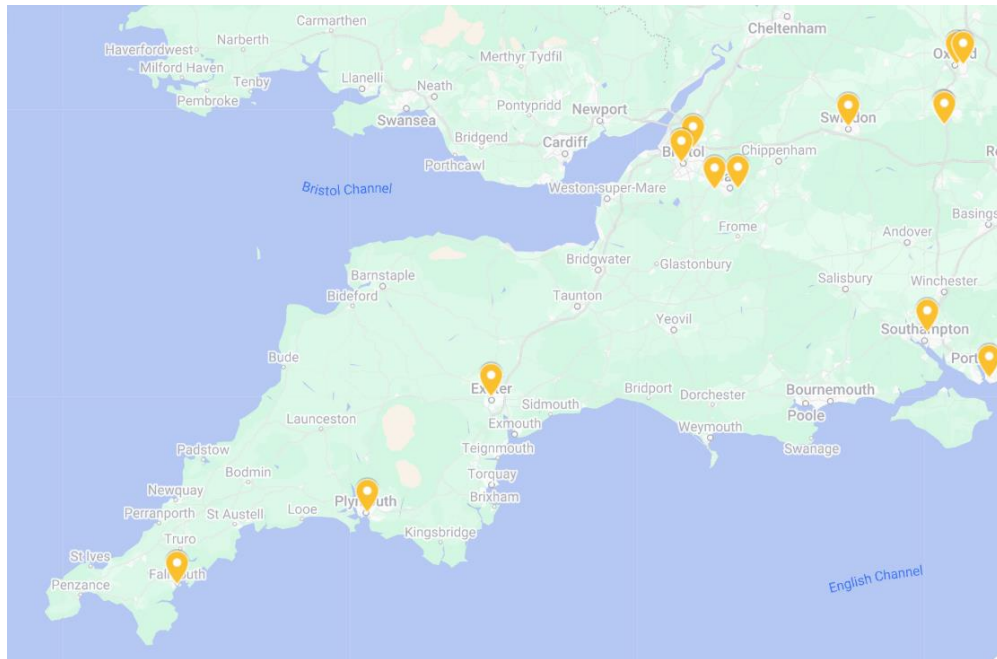 Carmarthen
Cheltenham
Haverfordwest
Narberth
Merthyr Tydfil
Milford Haven
Llanelli
Neath
Tenby
Pembroke
Swansea
Pontypridd
Newport
Bridgend
Cardiff
Porthcawl
Bristol Channel
Weston-super-Mare
Chippenham
Frome
Andover
Bridgwater
Glastonbury
Barnstaple
Bideford
Salisbury
Winchester
Taunton
Yeovil
Bude
Bridport
Dorchester
Bournemouth
Poole
Sidmouth
Exmouth
Launceston
Weymouth
Swanage
Teignmouth
Padstow
Torquay
Bodmin
Brixham
Newquay
Perranporth
St Austell
Looe
Kingsbridge
Truro
St Ives
Penzance
English Channel